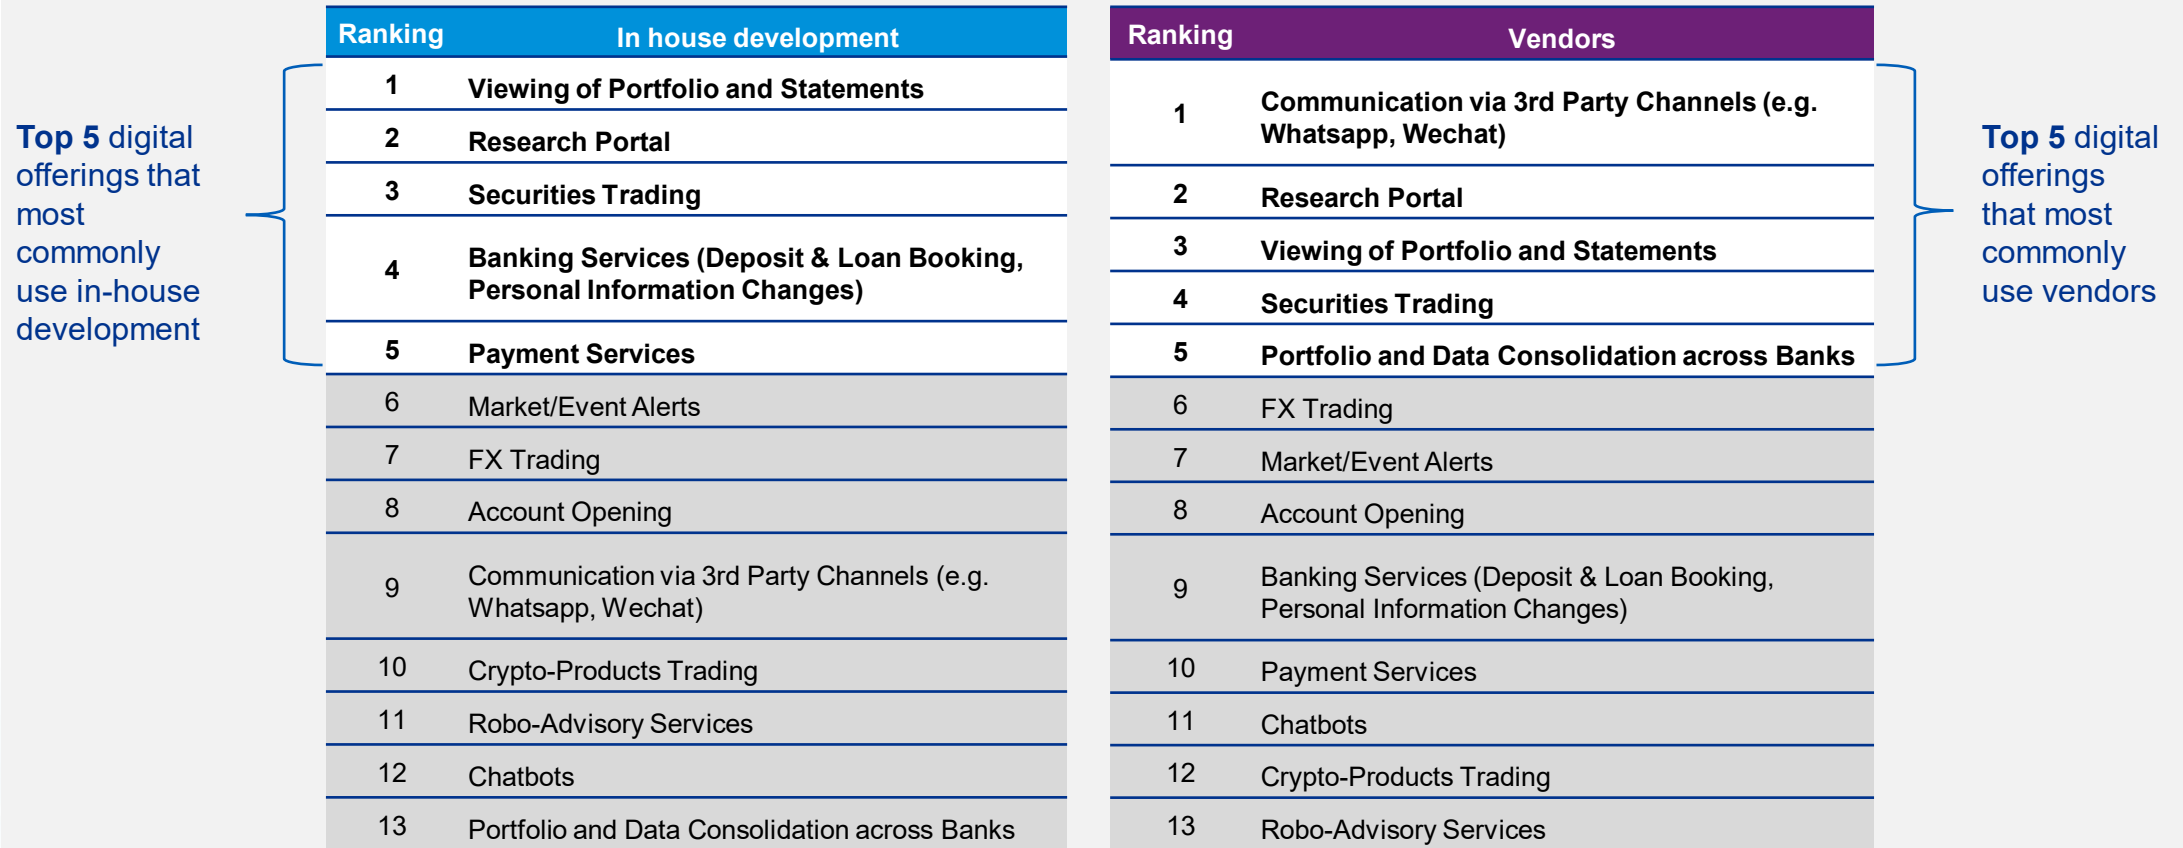 Top 5 digital
offerings that
most
commonly
use in-house
development
Ranking In house development
1 Viewing of Portfolio and Statements
2 Research Portal
3 Securities Trading
4 Banking Services (Deposit & Loan Booking,
Personal Information Changes)
5 Payment Services
6 Market/Event Alerts
7 FX Trading
8 Account Opening
9 Communication via 3rd Party Channels (e.g.
Whatsapp, Wechat)
10 Crypto-Products Trading
11 Robo-Advisory Services
12 Chatbots
13 Portfolio and Data Consolidation across Banks
Ranking Vendors
1 Communication via 3rd Party Channels (e.g.
Whatsapp, Wechat)
2 Research Portal
3 Viewing of Portfolio and Statements
4 Securities Trading
5 Portfolio and Data Consolidation across Banks
6 FX Trading
7 Market/Event Alerts
8 Account Opening
9 Banking Services (Deposit & Loan Booking,
Personal Information Changes)
10 Payment Services
11 Chatbots
12 Crypto-Products Trading
13 Robo-Advisory Services
Top 5 digital
offerings
that most
commonly
use vendors